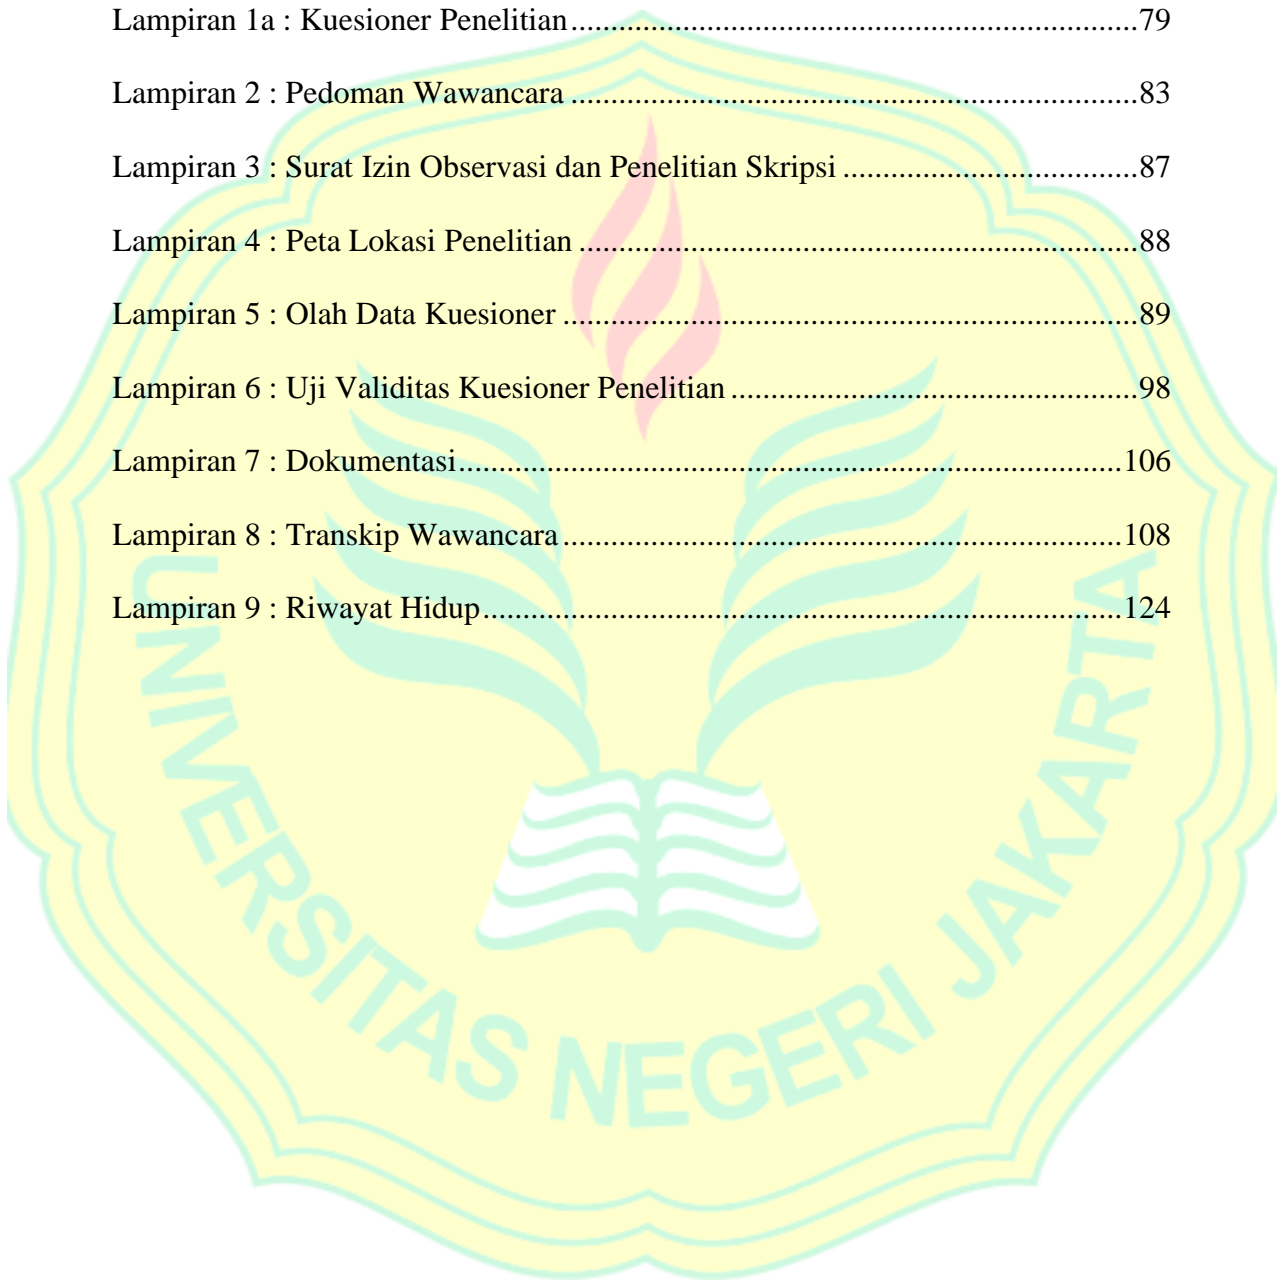 Lampiran 1a : Kuesioner Penelitian......................................................................79
Lampiran 2 : Pedoman Wawancara ......................................................................83
Lampiran 3 : Surat Izin Observasi dan Penelitian Skripsi ....................................87
Lampiran 4 : Peta Lokasi Penelitian .....................................................................88
Lampiran 5 : Olah Data Kuesioner .......................................................................89
Lampiran 6 : Uji Validitas Kuesioner Penelitian ..................................................98
Lampiran 7 : Dokumentasi..................................................................................106
Lampiran 8 : Transkip Wawancara .....................................................................108
Lampiran 9 : Riwayat Hidup...............................................................................124
UNIVERSITAS NEGERI JAKARTA